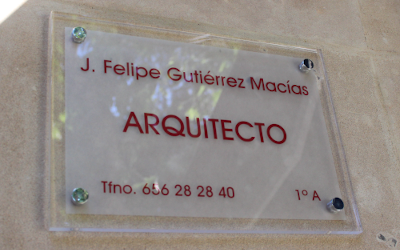 J. Felipe Gutiérrez Macías
ARQUITECTO
Tfno. 656 28 28 40 1º A